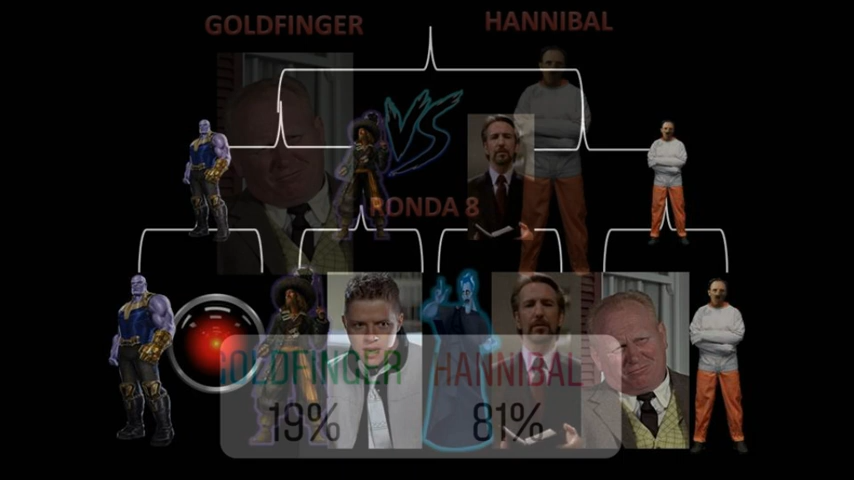 GOLDFINGER
HANNIBAL
VS
RONDA 8
GOLDFINGER HANNIBAL
19% 81%